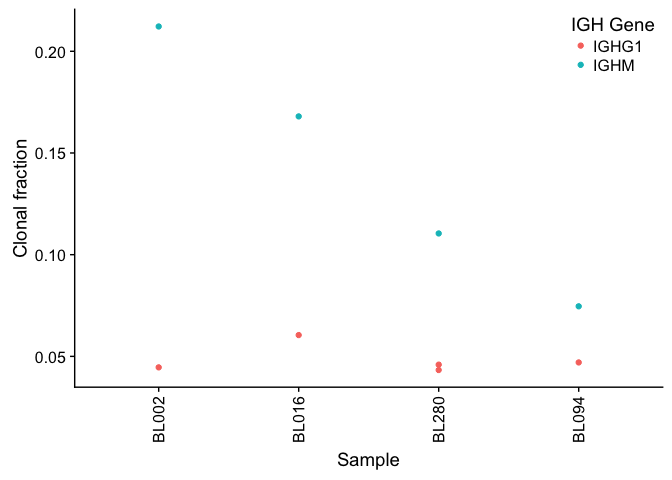 IGH Gene
IGHG1
IGHM
Clonal fraction
0.20
0.15
0.10
0.05
BL002
BL016
BL280
BL094
Sample